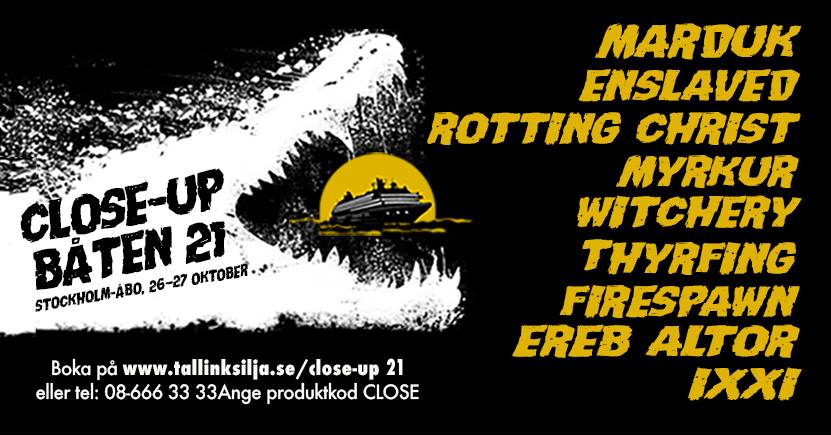 CLOSE-UP
BÅTEN 21
STOCKHOLM-ÅBO, 26–27 OKTOBER
Boka på www.tallinksilja.se/close-up 21
eller tel: 08-666 33 33Ange produktkod CLOSE
MARDUK
ENSLAVED
ROTTING CHRIST
MYRKUR
WITCHERY
THYRFING
FIRESPAWN
EREB ALTOR
IXXI